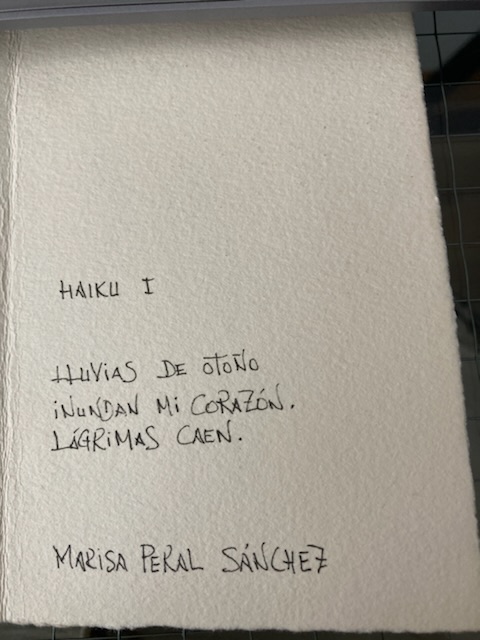 HAIKU I
LLUVIAS DE OTOÑO
INUNDAN MI CORAZÓN.
LÁGRIMAS CAEN.
MARISA PERAL SÁNCHEZ